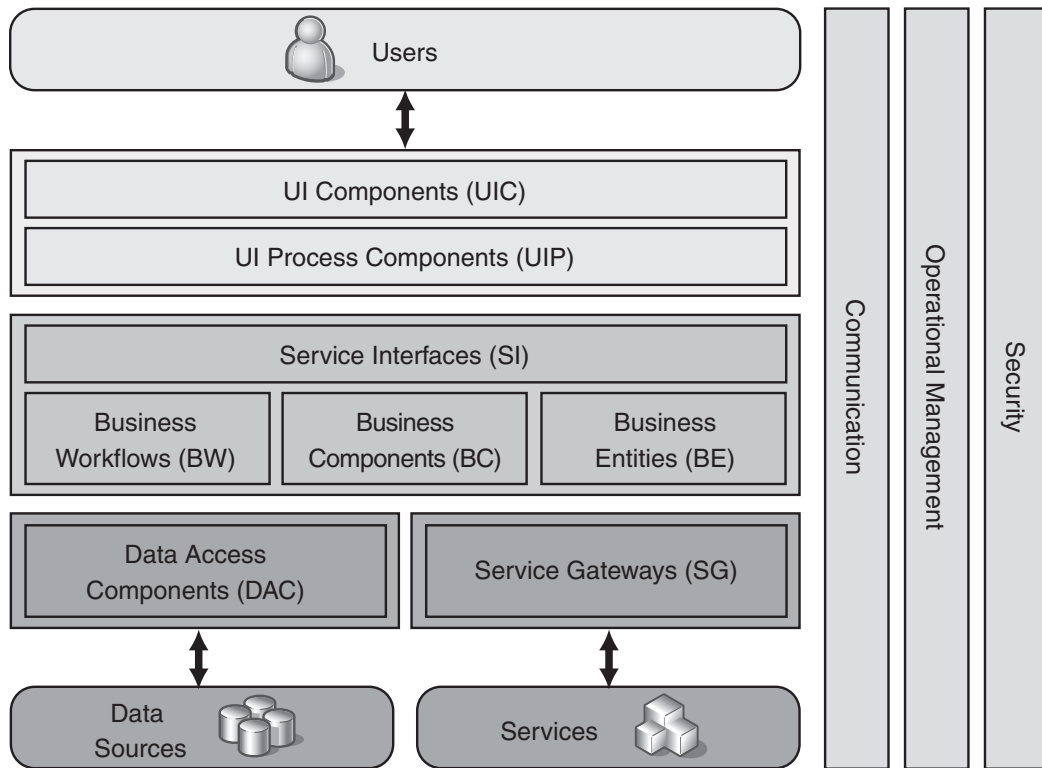 Users
UI Components (UIC)
UI Process Components (UIP)
Service Interfaces (SI)
Business
Workflows (BW)
Business
Components (BC)
Business
Entities (BE)
Data Access
Components (DAC)
Service Gateways (SG)
Data
Sources
Services
Communication
Operational Management
Security